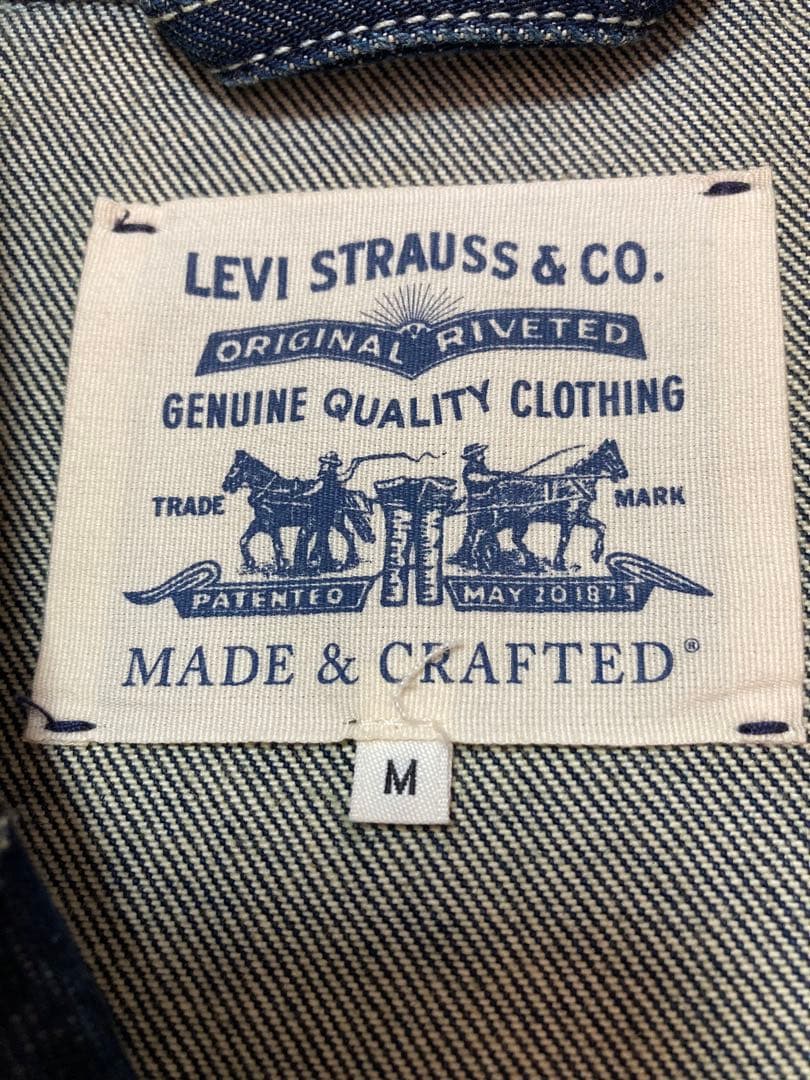 LEVI STRAUSS & CO.
ORIGINAL RIVETED
GENUINE QUALITY CLOTHING
TRADE MARK
PATENTED MAY 20 1873
MADE & CRAFTED®
M